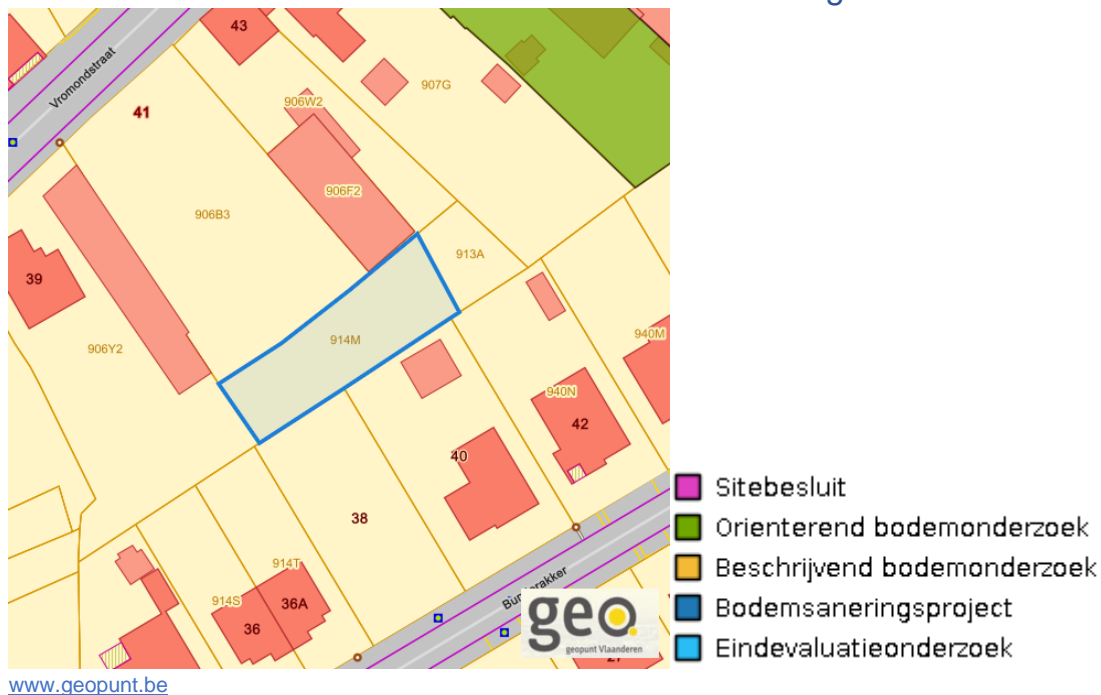 43
Vromondstraat
41
907G
906W2
906F2
906B3
913A
39
914M
906Y2
940M
940N
42
40
38
914T
914S
36A
36
geo
geopunt Vlaanderen
Sitebesluit
Orienterend bodemonderzoek
Beschrijvend bodemonderzoek
Bodemsaneringsproject
Eindevaluatieonderzoek
www.geopunt.be